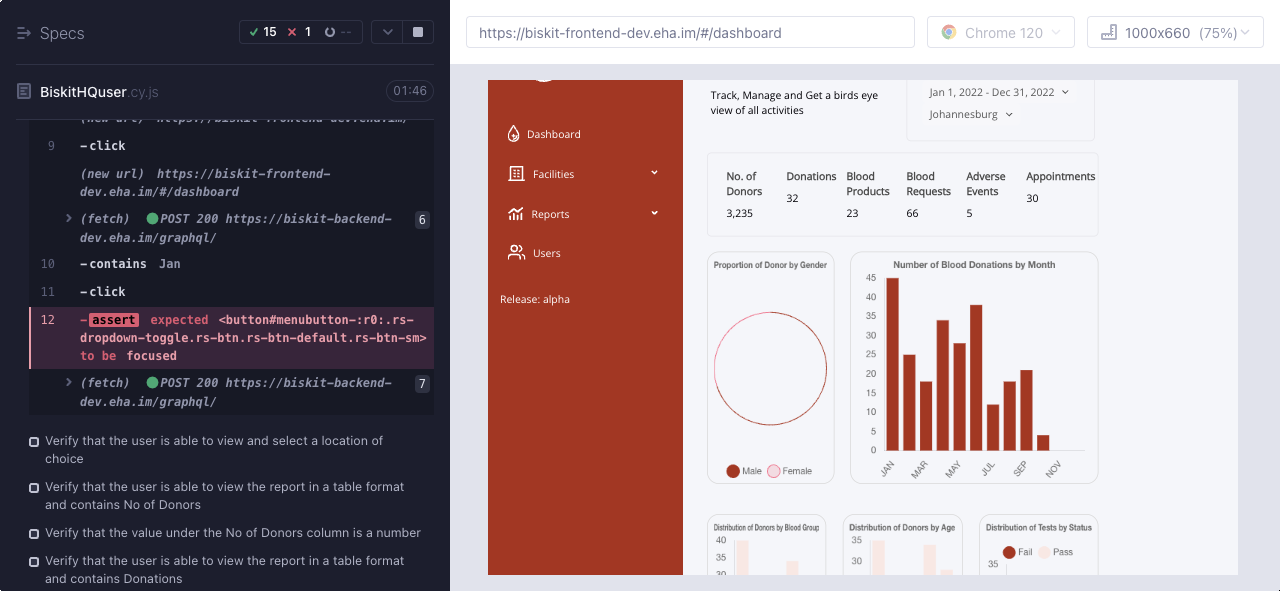 Specs
15 1 --
BiskitHQuser.cy.js
01:46
(new url) https://biskit-frontend-dev.eha.im/
9 -click
(new url) https://biskit-frontend-
dev.eha.im/#/dashboard
(fetch) POST 200 https://biskit-backend-
dev.eha.im/graphql/
6
10 -contains Jan
11 -click
12 -assert expected <button#menubutton-:r0:.rs-
dropdown-toggle.rs-btn.rs-btn-default.rs-btn-sm>
to be focused
(fetch) POST 200 https://biskit-backend-
dev.eha.im/graphql/
7
Verify that the user is able to view and select a location of
choice
Verify that the user is able to view the report in a table format
and contains No of Donors
Verify that the value under the No of Donors column is a number
Verify that the user is able to view the report in a table format
and contains Donations
https://biskit-frontend-dev.eha.im/#/dashboard
Chrome 120
1000x660 (75%)
Dashboard
Facilities
Reports
Users
Release: alpha
Track, Manage and Get a birds eye
view of all activities
Jan 1, 2022 - Dec 31, 2022
Johannesburg
No. of
Donors
3,235
Donations
32
Blood
Products
23
Blood
Requests
66
Adverse
Events
5
Appointments
30
Proportion of Donor by Gender
Male Female
Number of Blood Donations by Month
45
40
35
30
25
20
15
10
5
0
JAN MAR MAY JUL SEP NOV
Distribution of Donors by Blood Group
40
35
30
Distribution of Donors by Age
35
30
Distribution of Tests by Status
Fail Pass
35